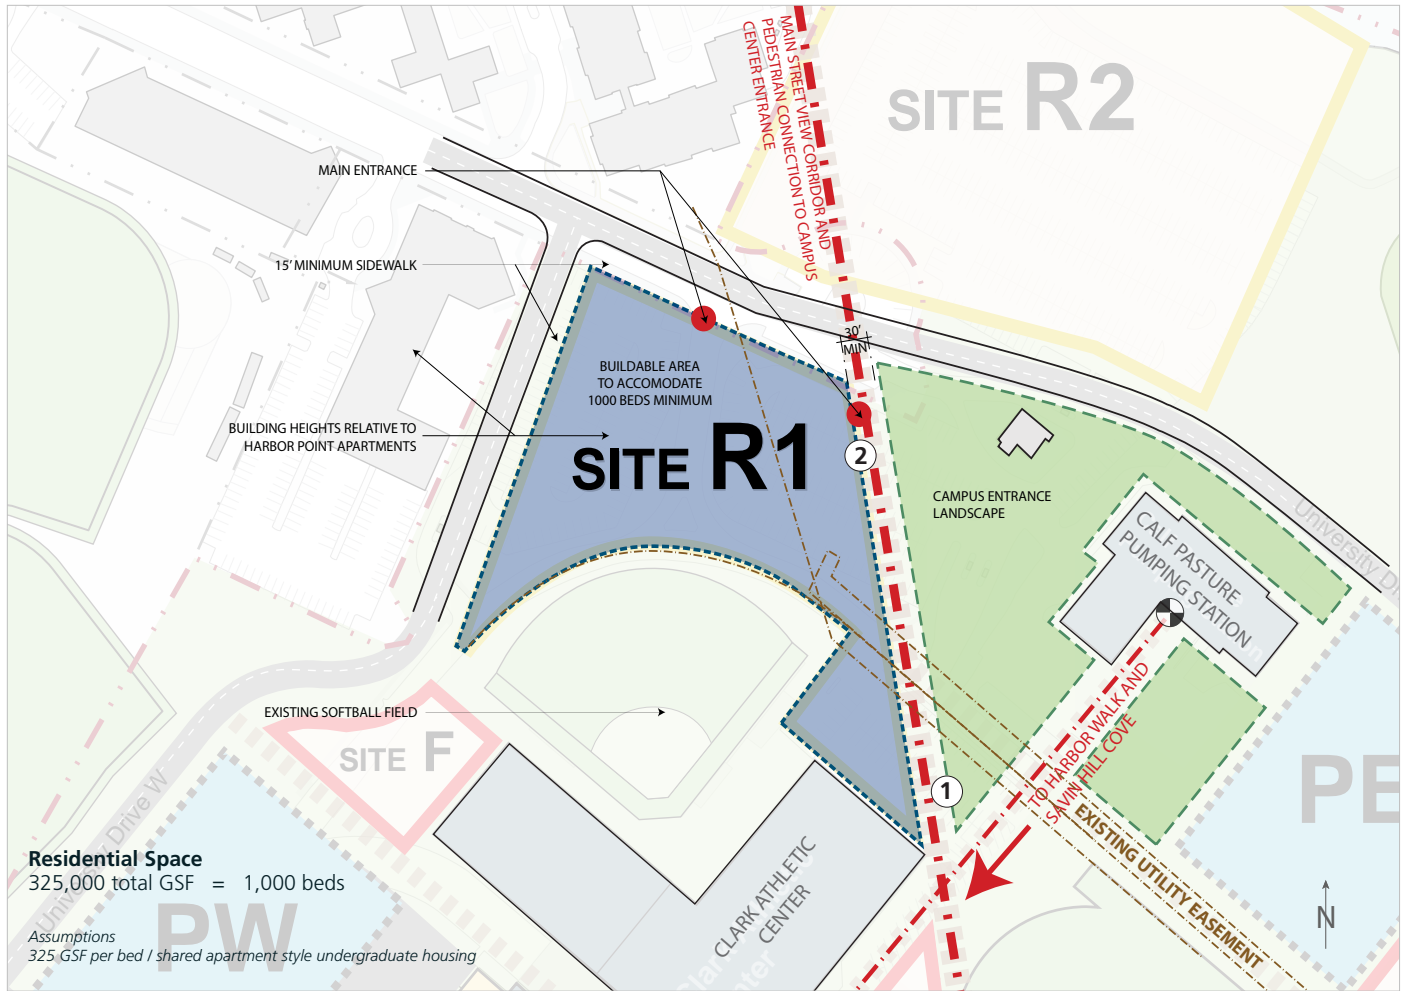 MAIN STREET VIEW CORRIDOR AND
PEDESTRIAN CONNECTION TO CAMPUS
CENTER ENTRANCE
SITE R2
MAIN ENTRANCE
15' MINIMUM SIDEWALK
30'
MIN
BUILDABLE AREA
TO ACCOMODATE
1000 BEDS MINIMUM
BUILDING HEIGHTS RELATIVE TO
HARBOR POINT APARTMENTS
SITE R1
2
CAMPUS ENTRANCE
LANDSCAPE
University Dr
CALF PASTURE
PUMPING STATION
EXISTING SOFTBALL FIELD
SITE F
TO HARBOR WALK AND
SAVIN HILL COVE
1
PE
University Drive W
EXISTING UTILITY EASEMENT
CLARK ATHLETIC
CENTER
Residential Space
325,000 total GSF = 1,000 beds
PW
Assumptions
325 GSF per bed / shared apartment style undergraduate housing
N